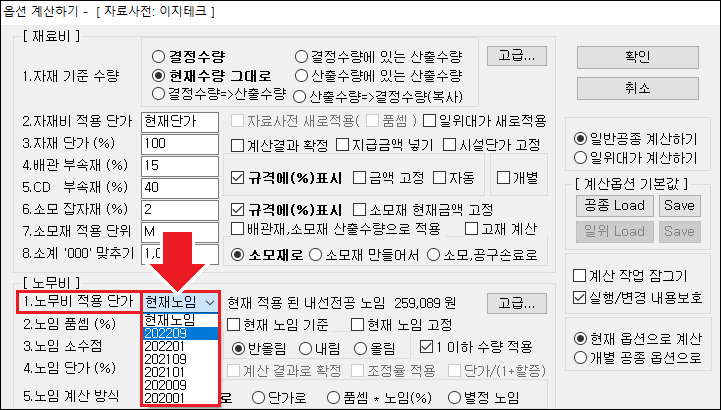 옵션 계산하기 - [ 자료사전: 이지테크 ]
[ 재료비 ]
1.자재 기준 수량
결정수량 결정수량에 있는 산출수량
현재수량 그대로 산출수량에 있는 산출수량
결정수량=>산출수량 산출수량=>결정수량(복사)
고급...
2.자재비 적용 단가 현재단가 자료사전 새로적용( 품셈 ) 일위대가 새로적용
3.자재 단가 (%) 100 계산결과 확정 지급금액 넣기 시설단가 고정
4.배관 부속재 (%) 15
5.CD 부속재 (%) 40
규격에(%)표시 금액 고정 자동 개별
6.소모 잡자재 (%) 2 규격에(%)표시 소모재 현재금액 고정
7.소모재 적용 단위 M 배관재,소모재 산출수량으로 적용 고재 계산
8.소계 '000' 맞추기 1,0 소모재로 소모재 만들어서 소모,공구손료로
[ 노무비 ]
1.노무비 적용 단가 현재노임 현재 적용 된 내선전공 노임 259,089 원 고급...
현재노임
202209
202201
202109
202101
202009
202001
2.노임 품셈 (%) 현재 노임 기준 현재 노임 고정
3.노임 소수점 반올림 내림 올림 1 이하 수량 적용
4.노임 단가 (%) 계산 결과로 확정 조정율 적용 단가/(1+할증)
5.노임 계산 방식 로 단가로 품셈 * 노임(%) 별정 노임
확인
취소
일반공종 계산하기
일위대가 계산하기
[ 계산옵션 기본값 ]
공종 Load Save
일위 Load Save
계산 작업 잠그기
실행/변경 내용보호
현재 옵션으로 계산
개별 공종 옵션으로